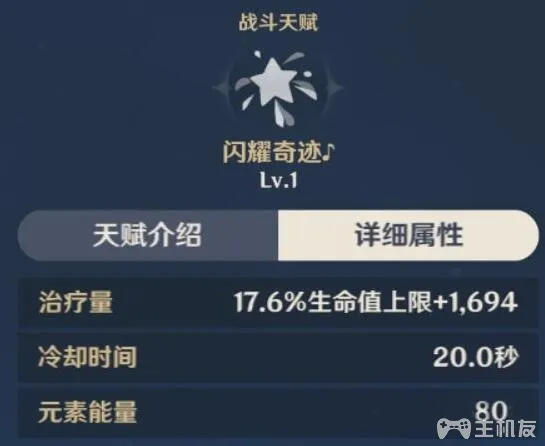 战斗天赋
闪耀奇迹♪
Lv.1
天赋介绍 详细属性
治疗量 17.6%生命值上限+1,694
冷却时间 20.0秒
元素能量 80
主机友